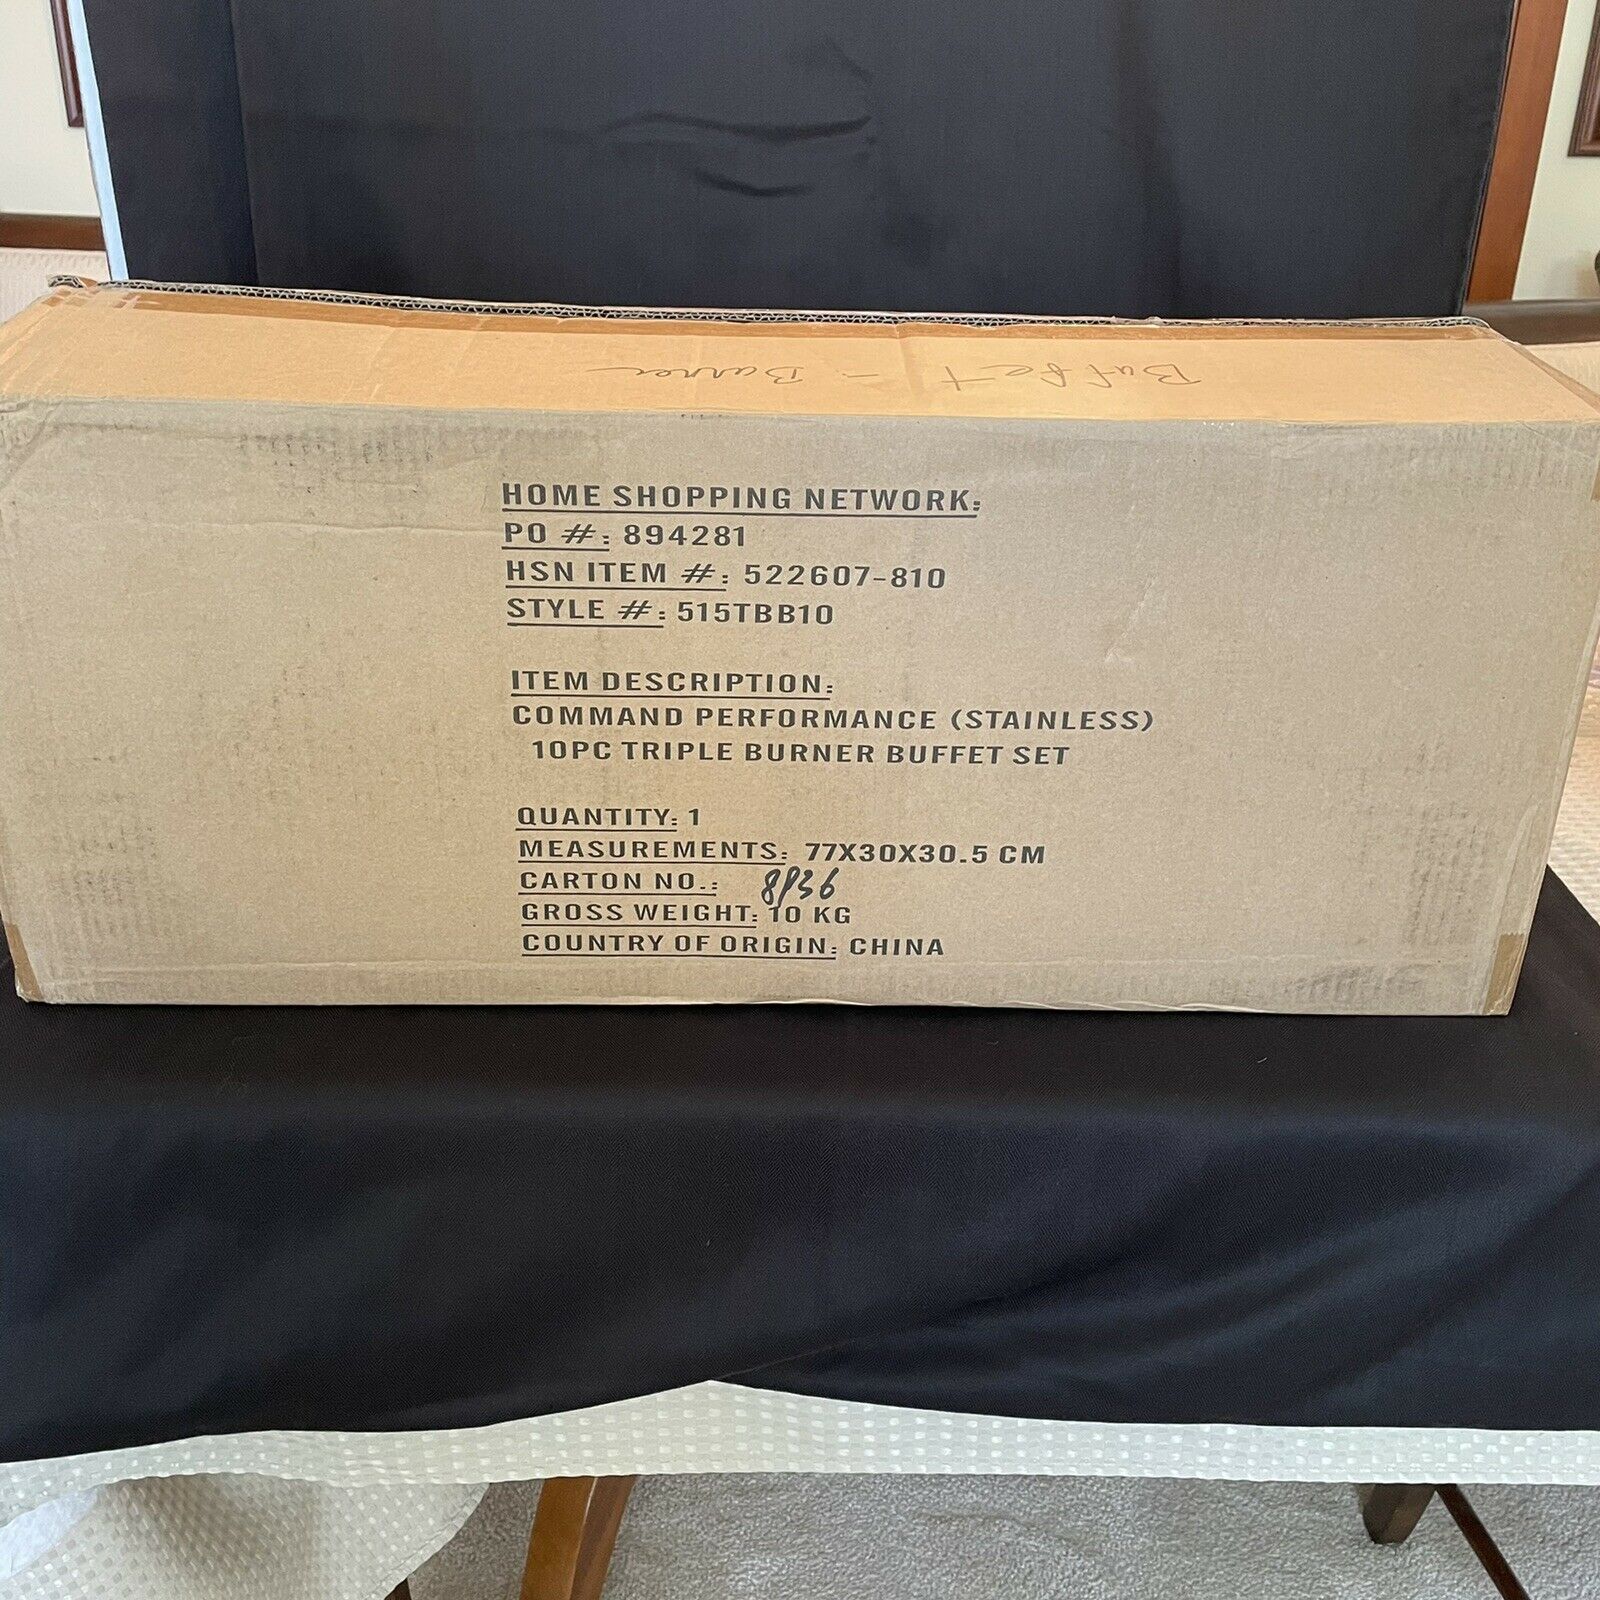 Buffet - Burner
HOME SHOPPING NETWORK:
PO #: 894281
HSN ITEM #: 522607-810
STYLE #: 515TBB10
ITEM DESCRIPTION:
COMMAND PERFORMANCE (STAINLESS)
10PC TRIPLE BURNER BUFFET SET
QUANTITY: 1
MEASUREMENTS: 77X30X30.5 CM
CARTON NO.: 8936
GROSS WEIGHT: 10 KG
COUNTRY OF ORIGIN: CHINA